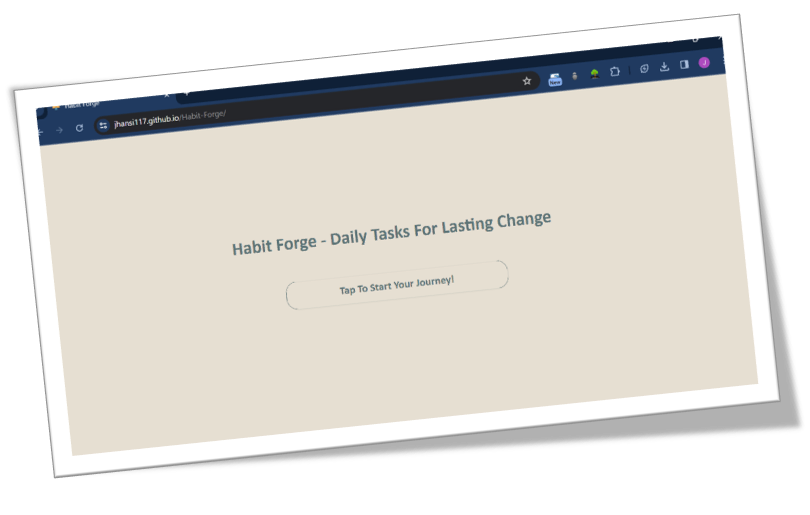 Habit Forge
jhansi117.github.io/Habit-Forge/
New
J
Habit Forge - Daily Tasks For Lasting Change
Tap To Start Your Journey!